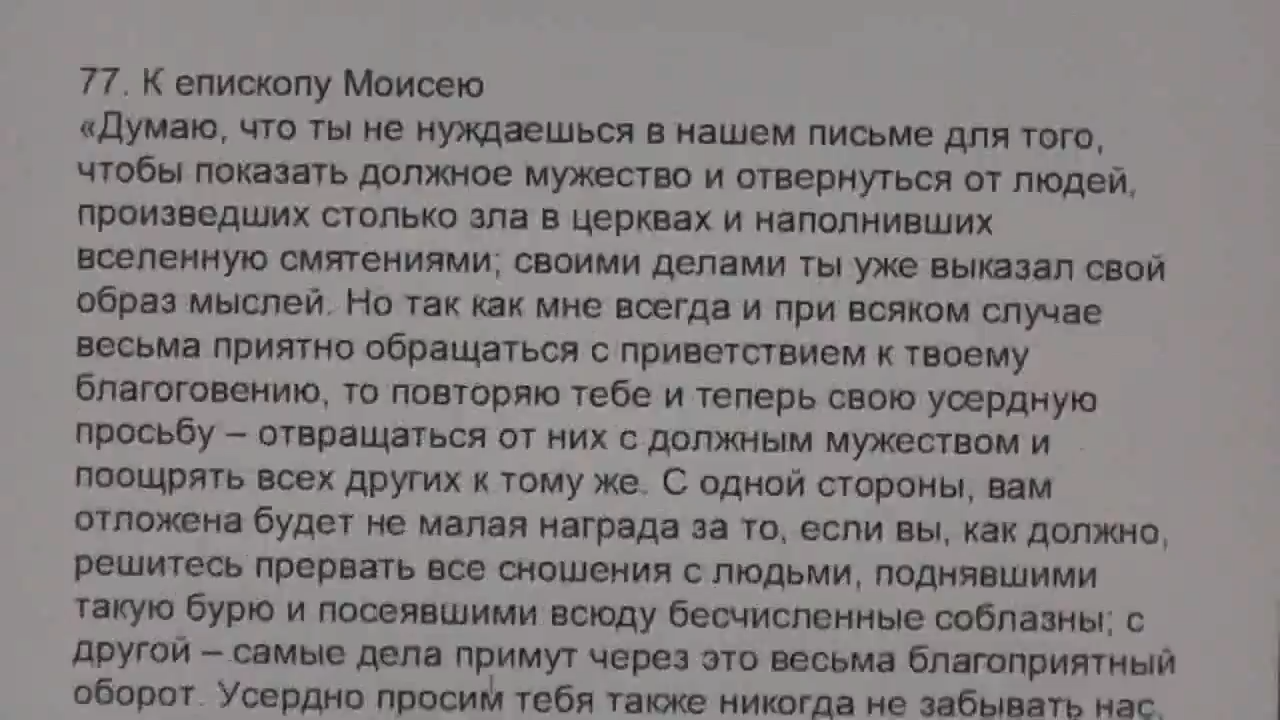 77. К епископу Моисею
«Думаю, что ты не нуждаешься в нашем письме для того,
чтобы показать должное мужество и отвернуться от людей,
произведших столько зла в церквах и наполнивших
вселенную смятениями; своими делами ты уже выказал свой
образ мыслей. Но так как мне всегда и при всяком случае
весьма приятно обращаться с приветствием к твоему
благоговению, то повторяю тебе и теперь свою усердную
просьбу – отвращаться от них с должным мужеством и
поощрять всех других к тому же. С одной стороны, вам
отложена будет не малая награда за то, если вы, как должно,
решитесь прервать все сношения с людьми, поднявшими
такую бурю и посеявшими всюду бесчисленные соблазны; с
другой – самые дела примут через это весьма благоприятный
оборот. Усердно просим тебя также никогда не забывать нас,